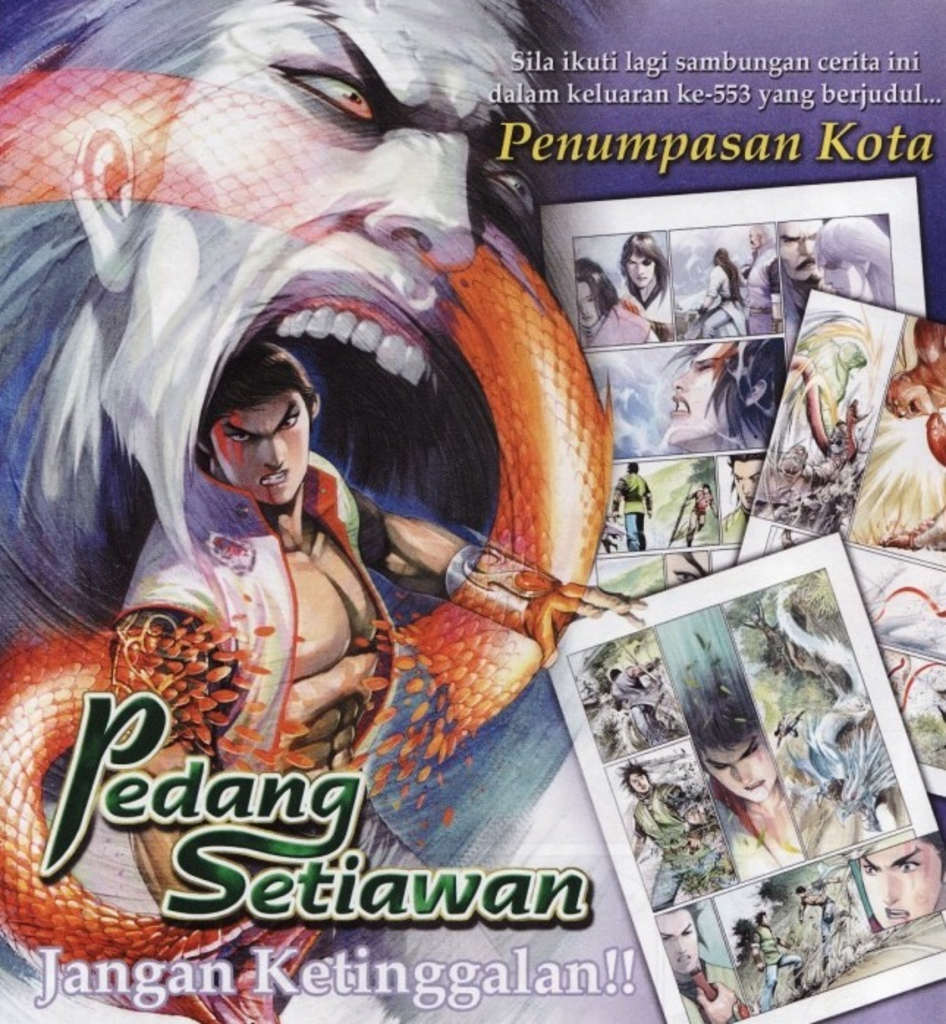 Sila ikuti lagi sambungan cerita ini
dalam keluaran ke-553 yang berjudul...
Penumpasan Kota
Pedang
Setiawan
Jangan Ketinggalan!!